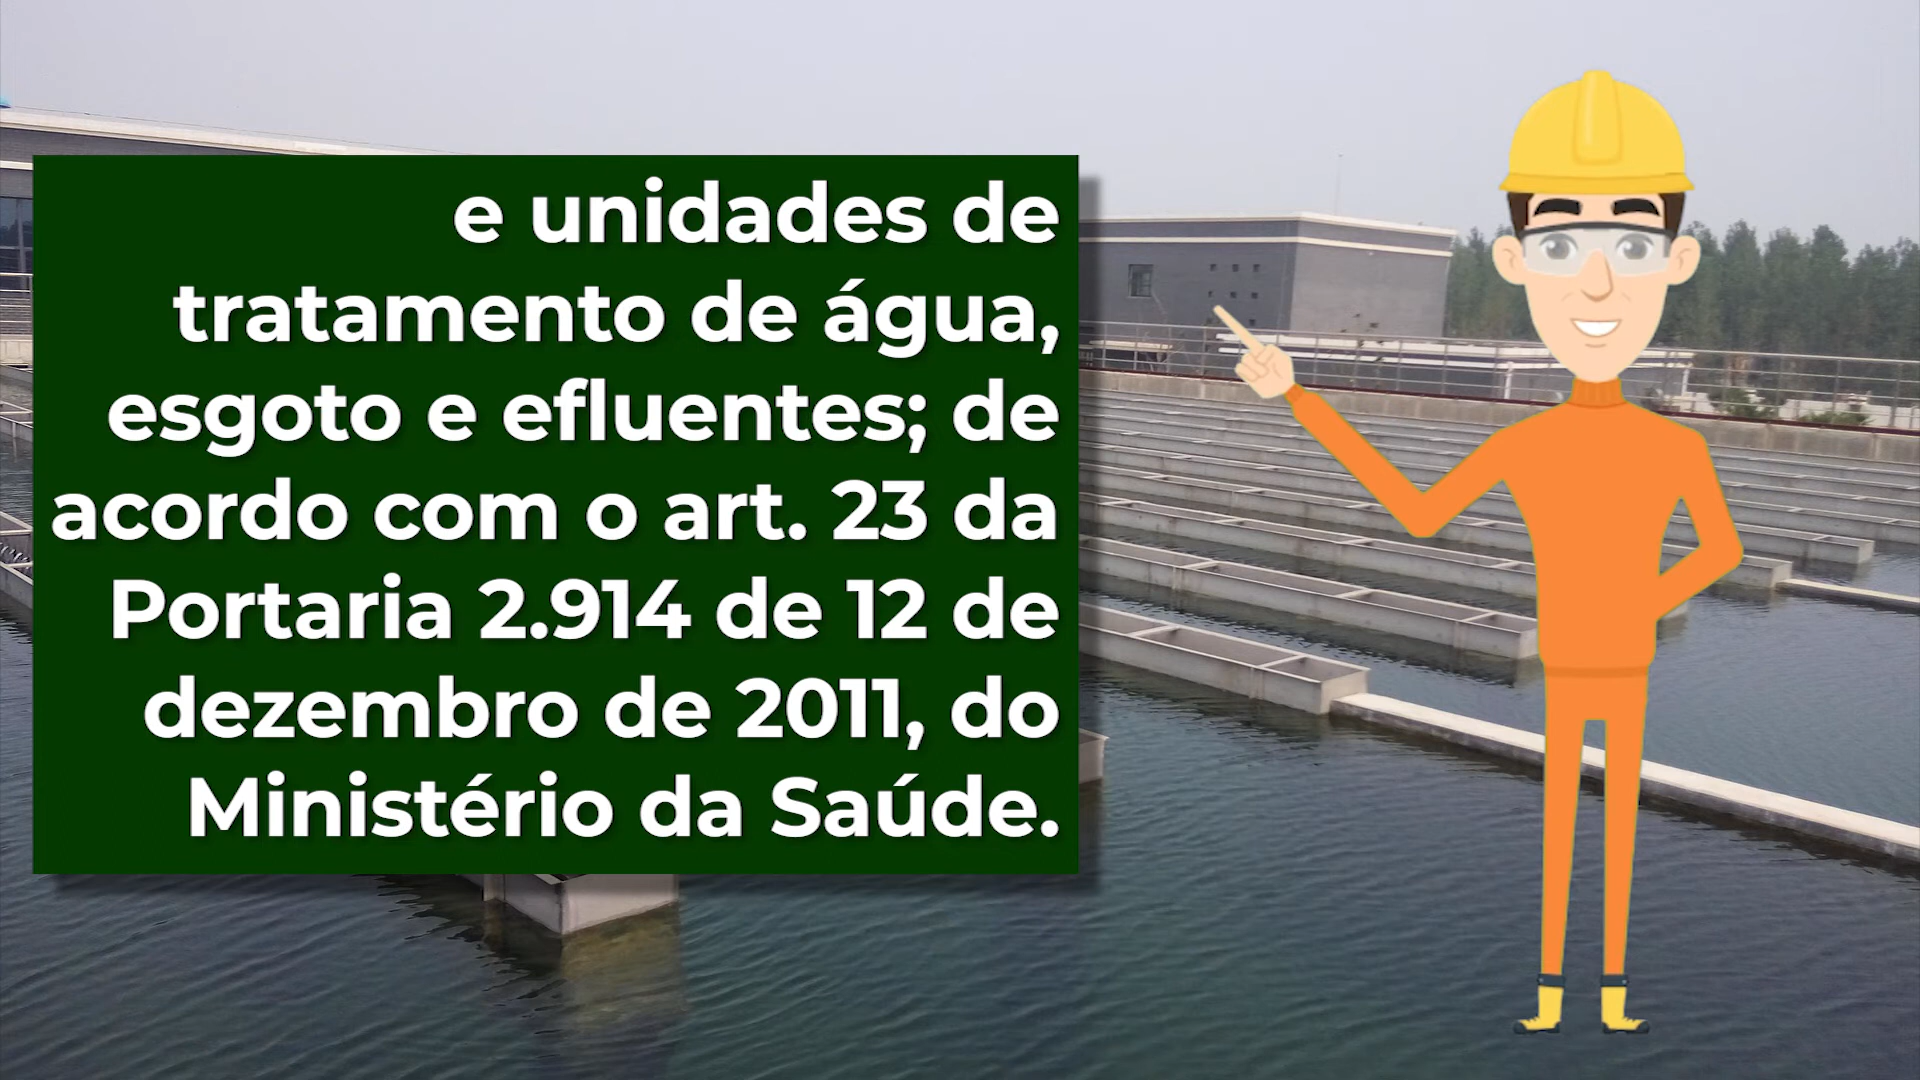 e unidades de
tratamento de água,
esgoto e efluentes; de
acordo com o art. 23 da
Portaria 2.914 de 12 de
dezembro de 2011, do
Ministério da Saúde.